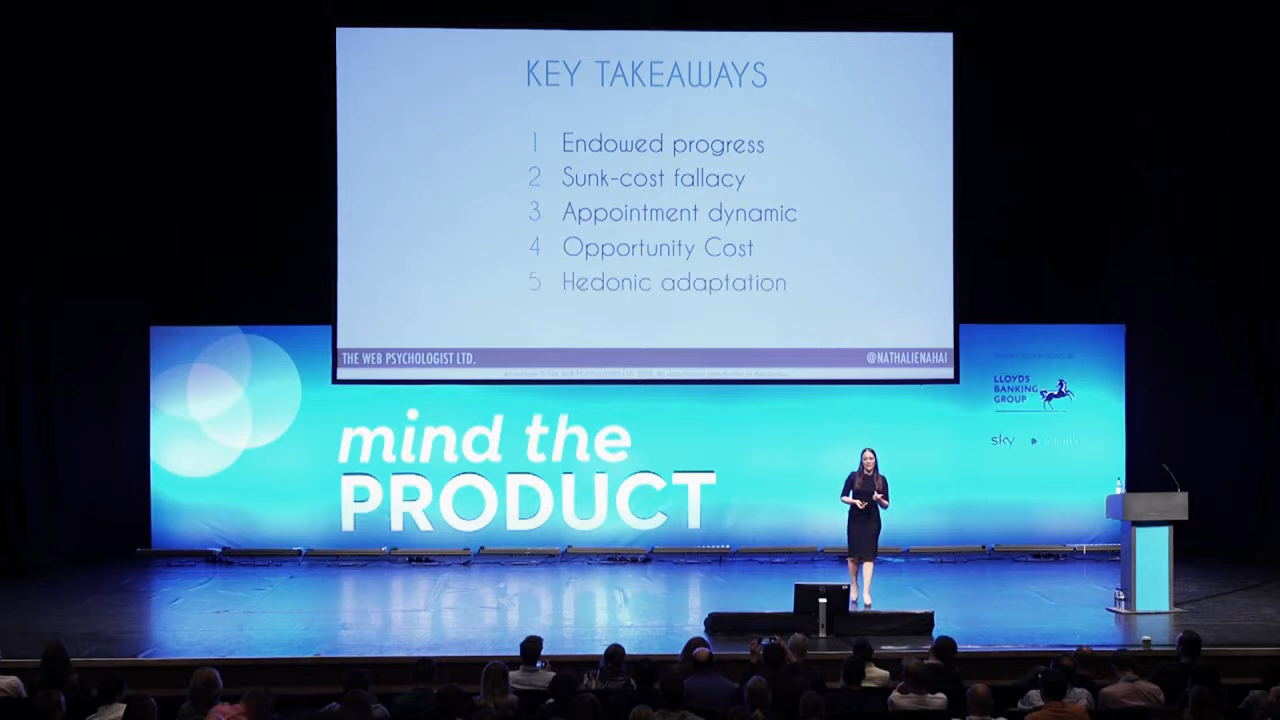 KEY TAKEAWAYS
1 Endowed progress
2 Sunk-cost fallacy
3 Appointment dynamic
4 Opportunity Cost
5 Hedonic adaptation
THE WEB PSYCHOLOGIST LTD. @NATHALIENAHAI
mind the
PRODUCT
LLOYDS
BANKING
GROUP
sky